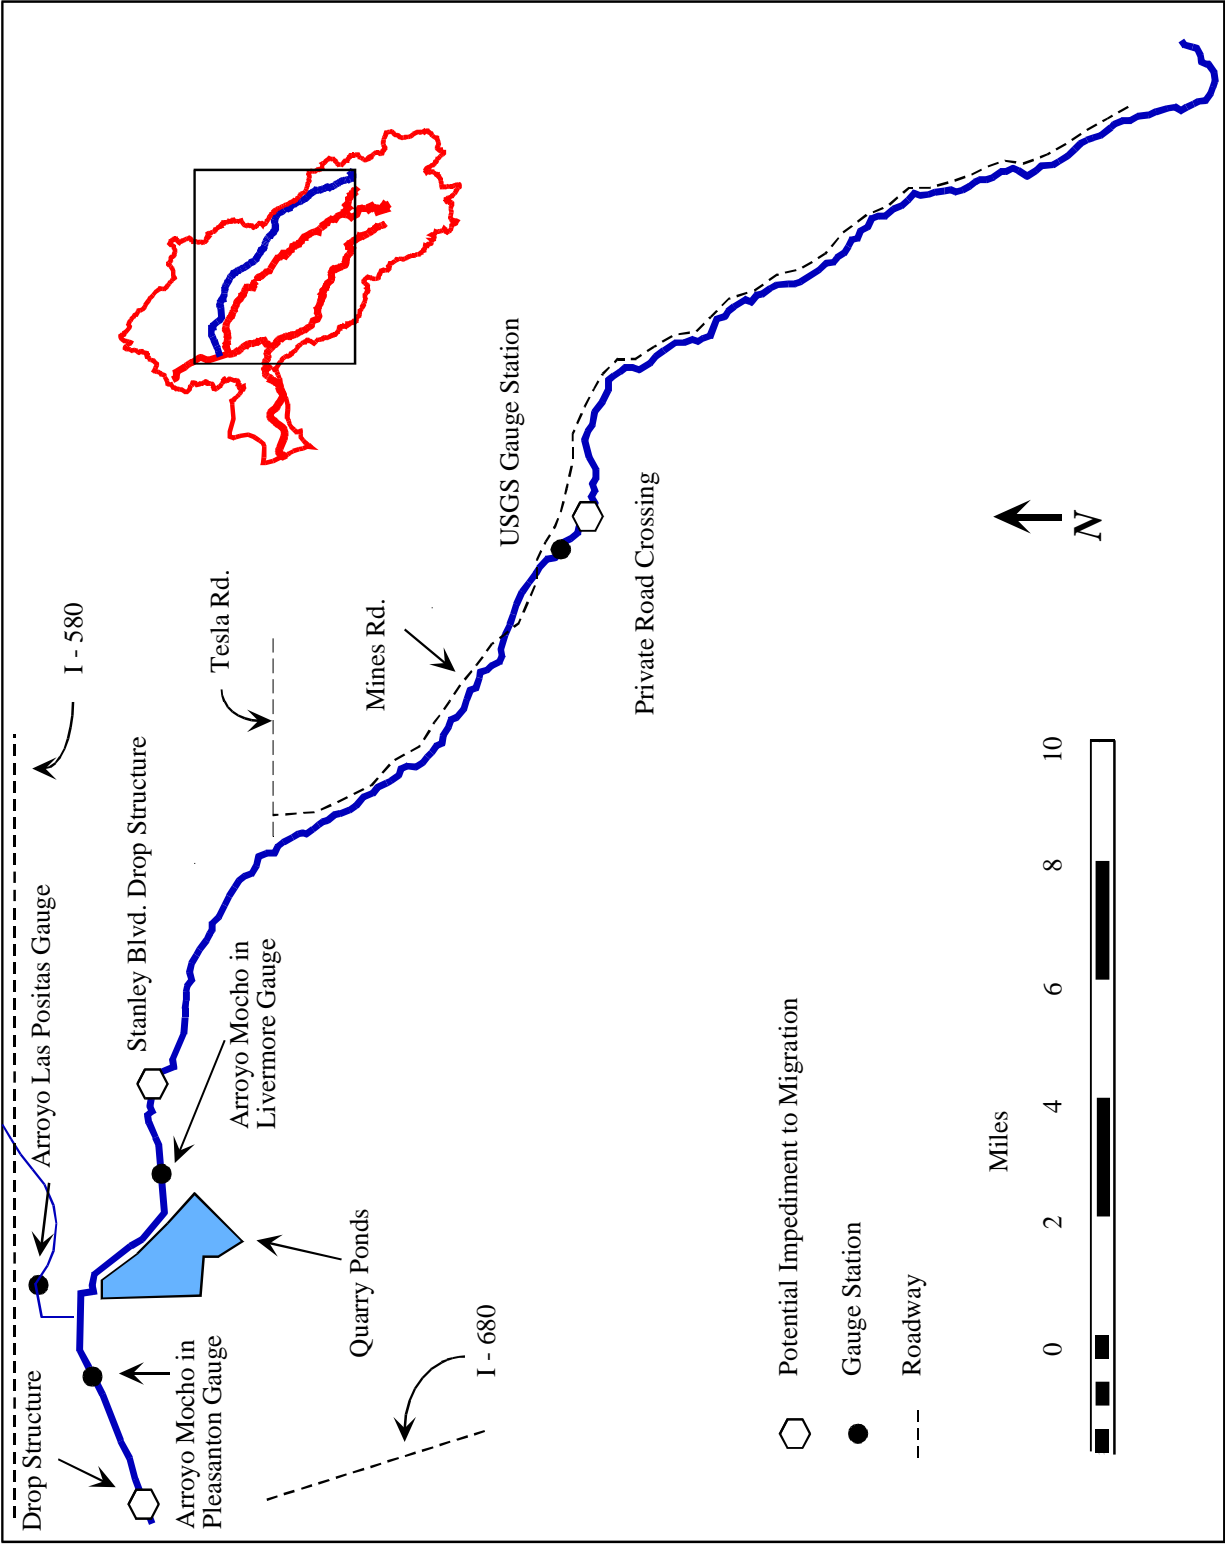 I - 580
Arroyo Las Positas Gauge
Drop Structure
Stanley Blvd. Drop Structure
Tesla Rd.
Arroyo Mocho in
Pleasanton Gauge
Arroyo Mocho in
Livermore Gauge
Mines Rd.
Quarry Ponds
I - 680
USGS Gauge Station
Private Road Crossing
Potential Impediment to Migration
Gauge Station
Roadway
N
Miles
0 2 4 6 8 10